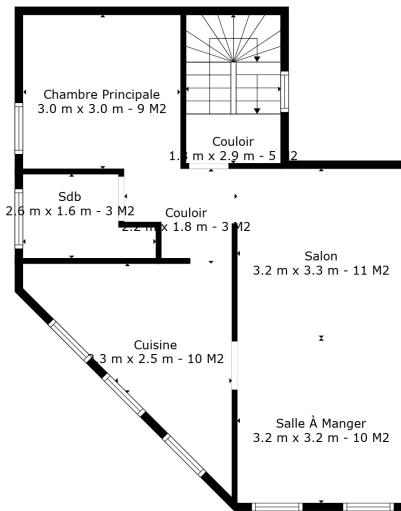 Chambre Principale
3.0 m x 3.0 m - 9 M2
Couloir
m x 2.9 m - 5
Sdb
2.6 m x 1.6 m - 3 M2
Couloir
2.2 m x 1.8 m - 3 M2
Salon
3.2 m x 3.3 m - 11 M2
Cuisine
3.3 m x 2.5 m - 10 M2
Salle À Manger
3.2 m x 3.2 m - 10 M2